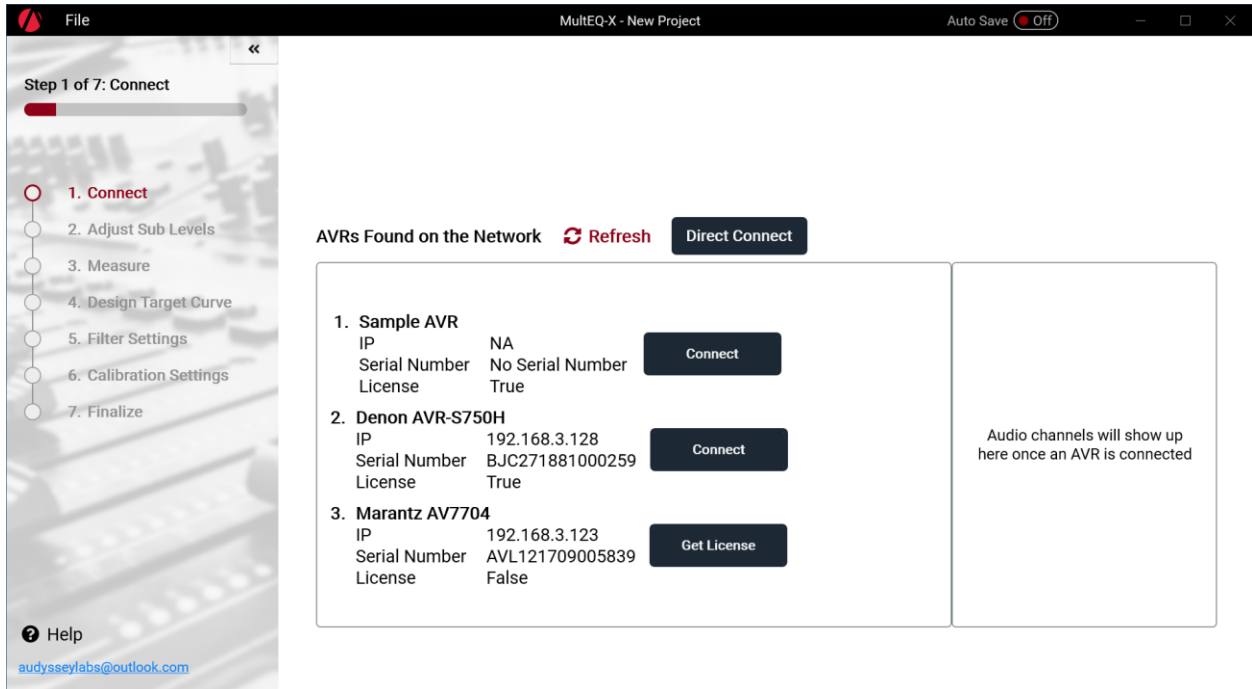 File
MultEQ-X - New Project
Auto Save Off
Step 1 of 7: Connect
1. Connect
2. Adjust Sub Levels
3. Measure
4. Design Target Curve
5. Filter Settings
6. Calibration Settings
7. Finalize
Help
audysseylabs@outlook.com
AVRs Found on the Network Refresh Direct Connect
1. Sample AVR
IP NA
Serial Number No Serial Number
License True
Connect
2. Denon AVR-S750H
IP 192.168.3.128
Serial Number BJC271881000259
License True
Connect
3. Marantz AV7704
IP 192.168.3.123
Serial Number AVL121709005839
License False
Get License
Audio channels will show up
here once an AVR is connected